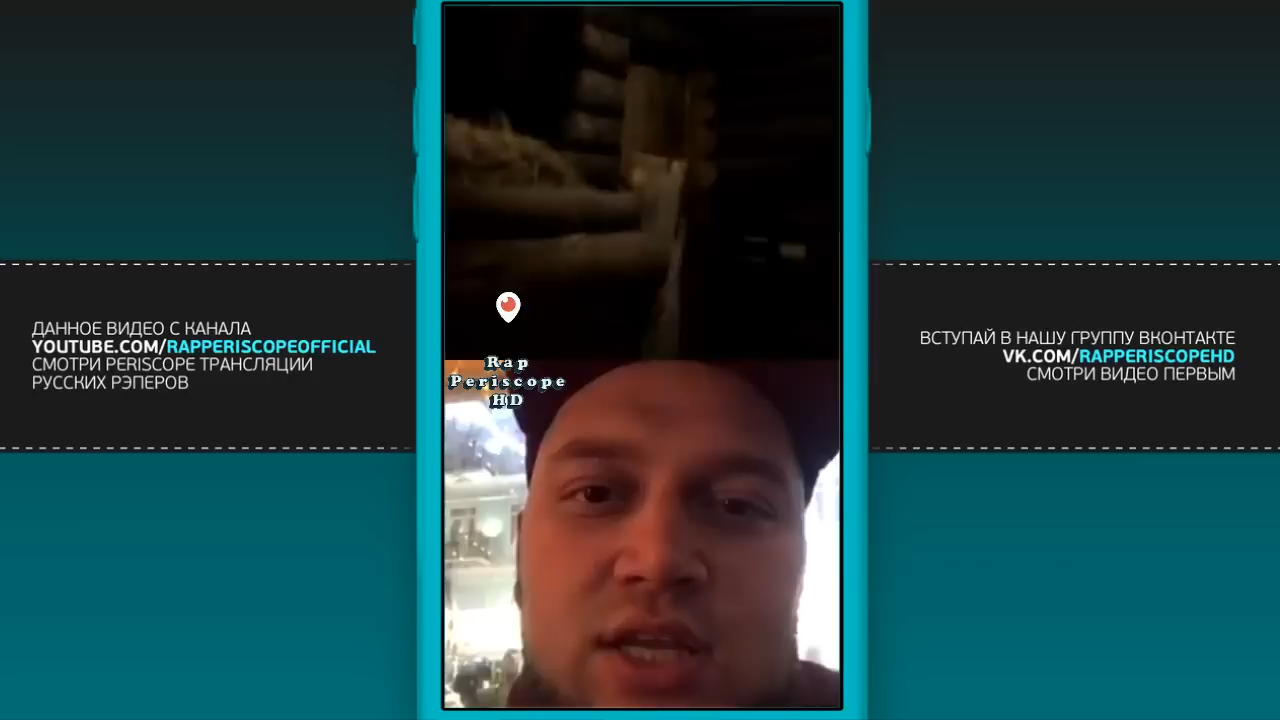 ДАННОЕ ВИДЕО С КАНАЛА
YOUTUBE.COM/RAPPERISCOPEOFFICIAL
СМОТРИ PERISCOPE ТРАНСЛЯЦИИ
РУССКИХ РЭПЕРОВ
Rap
Periscope
HD
ВСТУПАЙ В НАШУ ГРУППУ ВКОНТАКТЕ
VK.COM/RAPPERISCOPEHD
СМОТРИ ВИДЕО ПЕРВЫМ